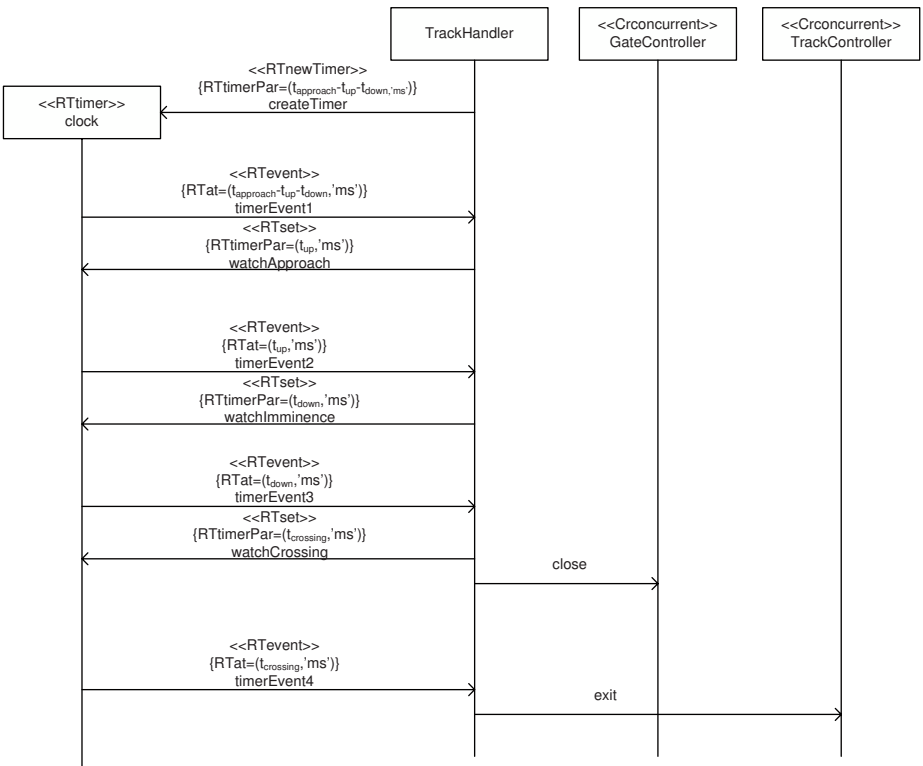 TrackHandler
<<Crconcurrent>>
GateController
<<Crconcurrent>>
TrackController
<<RTnewTimer>>
{RTtimerPar=(tapproach-tup-tdown,'ms')}
createTimer
<<RTtimer>>
clock
<<RTevent>>
{RTat=(tapproach-tup-tdown,'ms')}
timerEvent1
<<RTset>>
{RTtimerPar=(tup,'ms')}
watchApproach
<<RTevent>>
{RTat=(tup,'ms')}
timerEvent2
<<RTset>>
{RTtimerPar=(tdown,'ms')}
watchImminence
<<RTevent>>
{RTat=(tdown,'ms')}
timerEvent3
<<RTset>>
{RTtimerPar=(tcrossing,'ms')}
watchCrossing
close
<<RTevent>>
{RTat=(tcrossing,'ms')}
timerEvent4
exit